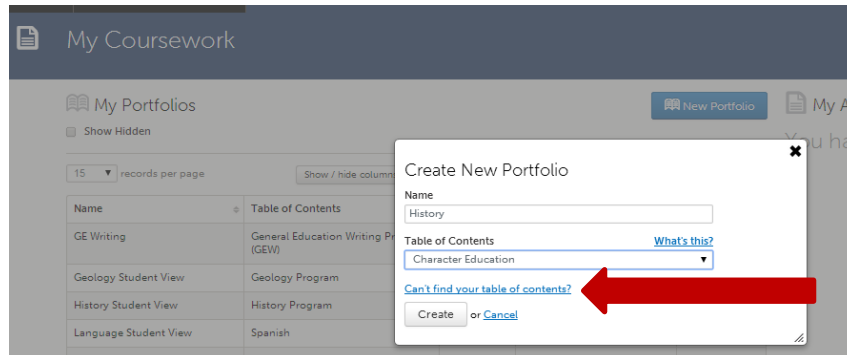 My Coursework
My Portfolios
New Portfolio
My A
Show Hidden
You ha
15 records per page
Show / hide column
Name
Table of Contents
GE Writing
General Education Writing Pr
(GEW)
Geology Student View
Geology Program
History Student View
History Program
Language Student View
Spanish
Create New Portfolio
Name
History
Table of Contents
What's this?
Character Education
Can't find your table of contents?
Create or Cancel